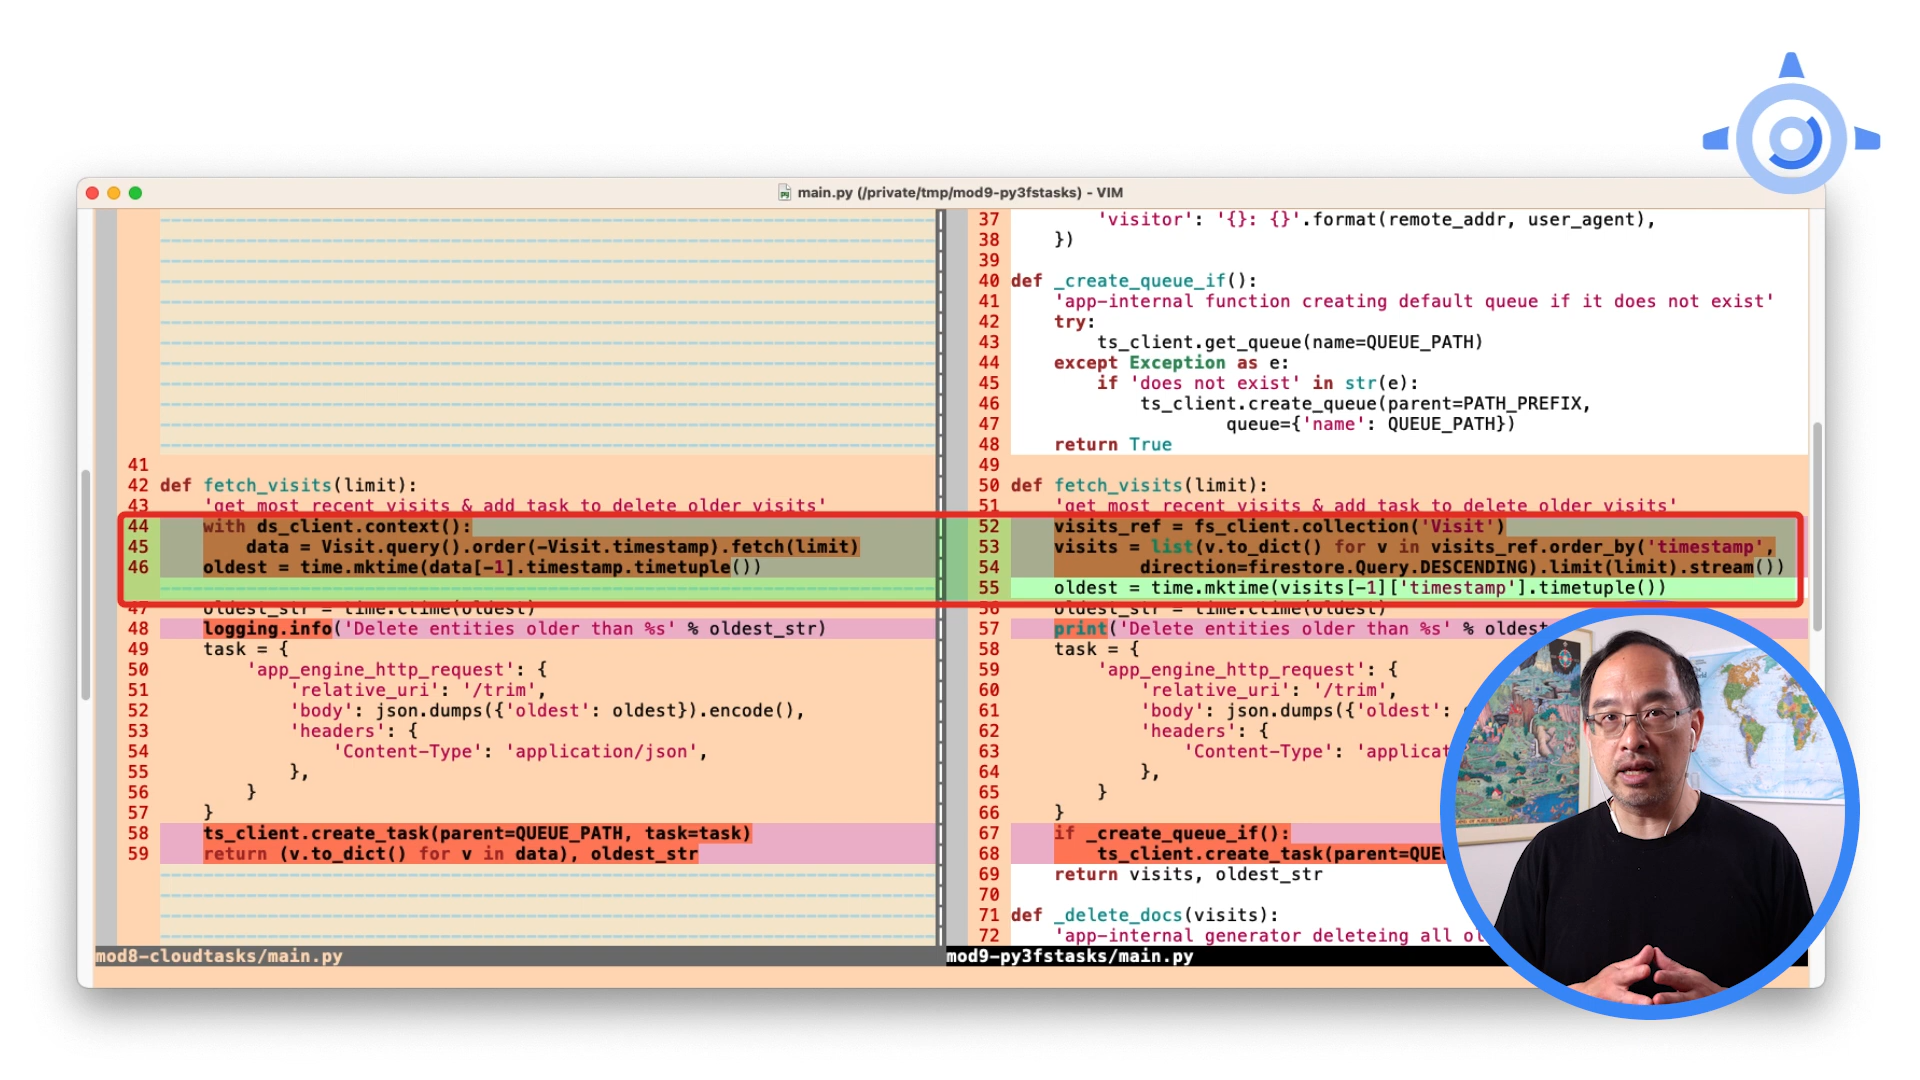 main.py (/private/tmp/mod9-py3fstasks) - VIM
41
42 def fetch_visits(limit):
43     'get most recent visits & add task to delete older visits'
44     with ds_client.context():
45         data = Visit.query().order(-Visit.timestamp).fetch(limit)
46     oldest = time.mktime(data[-1].timestamp.timetuple())
47     oldest_str = time.ctime(oldest)
48     logging.info('Delete entities older than %s' % oldest_str)
49     task = {
50         'app_engine_http_request': {
51             'relative_uri': '/trim',
52             'body': json.dumps({'oldest': oldest}).encode(),
53             'headers': {
54                 'Content-Type': 'application/json',
55             },
56         }
57     }
58     ts_client.create_task(parent=QUEUE_PATH, task=task)
59     return (v.to_dict() for v in data), oldest_str
mod8-cloudtasks/main.py
37         'visitor': '{}: {}'.format(remote_addr, user_agent),
38     })
39
40 def _create_queue_if():
41     'app-internal function creating default queue if it does not exist'
42     try:
43         ts_client.get_queue(name=QUEUE_PATH)
44     except Exception as e:
45         if 'does not exist' in str(e):
46             ts_client.create_queue(parent=PATH_PREFIX,
47                     queue={'name': QUEUE_PATH})
48     return True
49
50 def fetch_visits(limit):
51     'get most recent visits & add task to delete older visits'
52     visits_ref = fs_client.collection('Visit')
53     visits = list(v.to_dict() for v in visits_ref.order_by('timestamp',
54             direction=firestore.Query.DESCENDING).limit(limit).stream())
55     oldest = time.mktime(visits[-1]['timestamp'].timetuple())
56     oldest_str = time.ctime(oldest)
57     print('Delete entities older than %s' % oldest
58     task = {
59         'app_engine_http_request': {
60             'relative_uri': '/trim',
61             'body': json.dumps({'oldest':
62             'headers': {
63                 'Content-Type': 'applicat
64             },
65         }
66     }
67     if _create_queue_if():
68         ts_client.create_task(parent=QUE
69     return visits, oldest_str
70
71 def _delete_docs(visits):
72     'app-internal generator deleteing all
mod9-py3fstasks/main.py